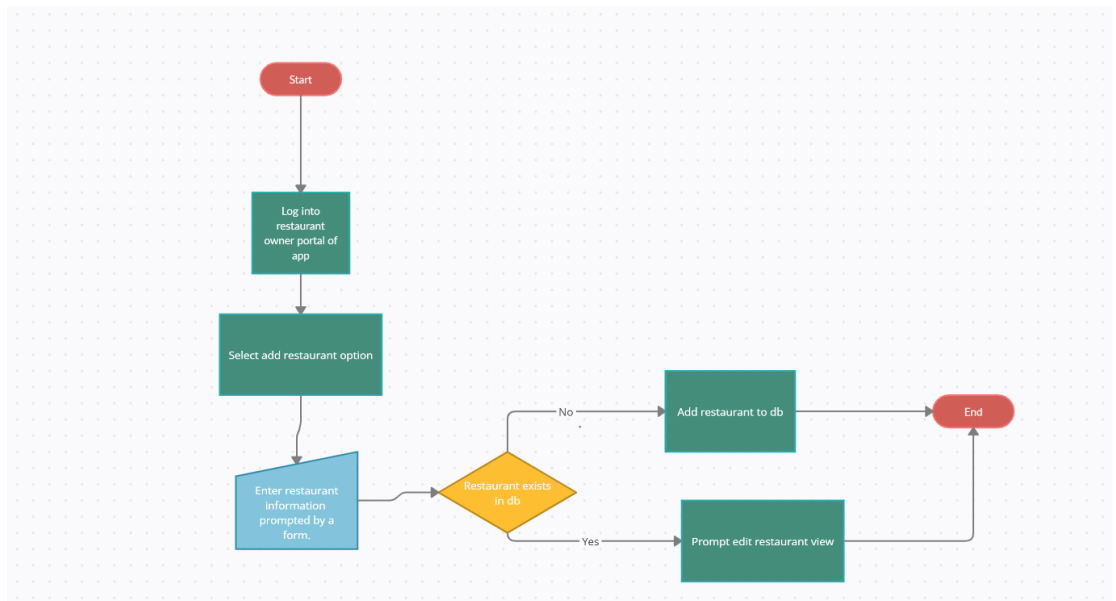 Start
Log into
restaurant
owner portal of
app
Select add restaurant option
Enter restaurant
information
prompted by a
form.
Restaurant exists
in db
No
Add restaurant to db
End
Yes
Prompt edit restaurant view